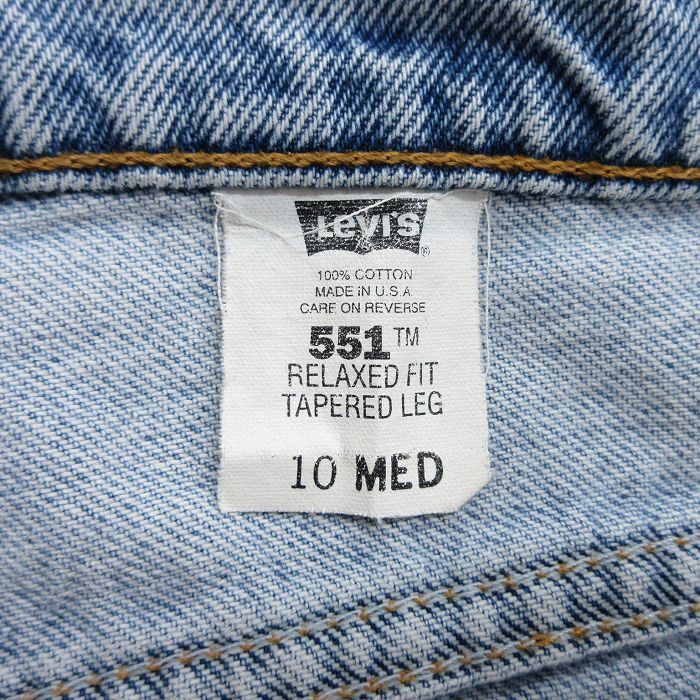 Levi's ®
100% COTTON
MADE IN U.S.A
CARE ON REVERSE
551™
RELAXED FIT
TAPERED LEG
10 MED